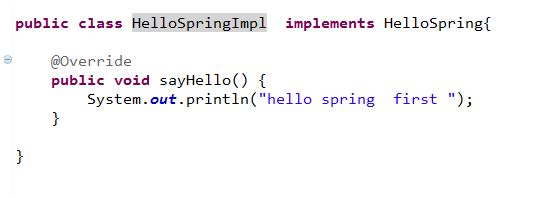 public class HelloSpringImpl  implements HelloSpring{
@Override
public void sayHello() {
System.out.println("hello spring  first ");
}
}